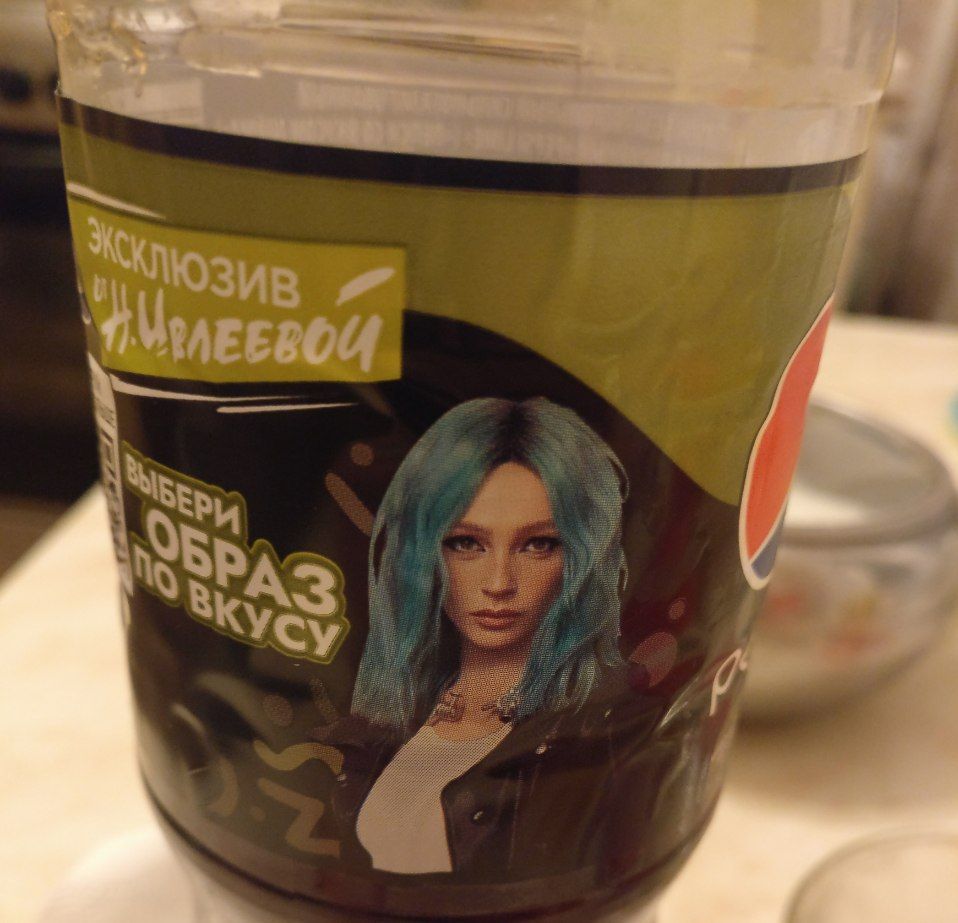 ЭКСКЛЮЗИВ
от Н.Ивлеевой
ВЫБЕРИ
ОБРАЗ
ПО ВКУСУ